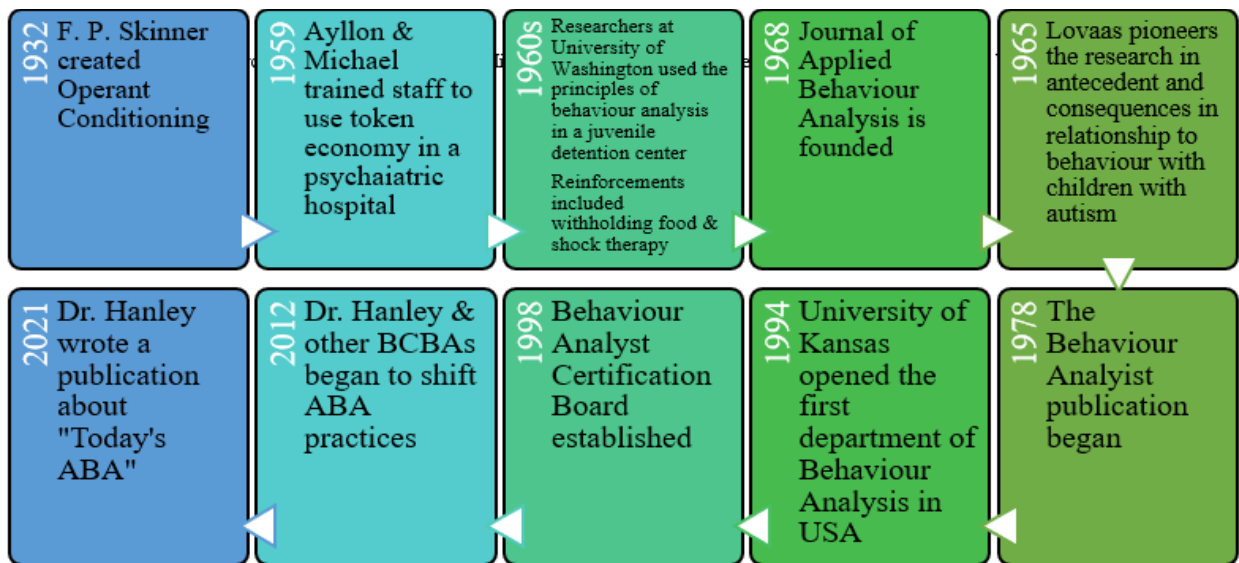 1932
F. P. Skinner
created
Operant
Conditioning
1959
Ayllon &
Michael
trained staff to
use token
economy in a
psychaiatric
hospital
1960s
Researchers at
University of
Washington used the
principles of
behaviour analysis
in a juvenile
detention center
Reinforcements
included
withholding food &
shock therapy
1968
Journal of
Applied
Behaviour
Analysis is
founded
1965
Lovaas pioneers
the research in
antecedent and
consequences in
relationship to
behaviour with
children with
autism
1978
The
Behaviour
Analyist
publication
began
1994
University of
Kansas
opened the
first
department of
Behaviour
Analysis in
USA
1998
Behaviour
Analyst
Certification
Board
established
2012
Dr. Hanley &
other BCBAs
began to shift
ABA
practices
2021
Dr. Hanley
wrote a
publication
about
"Today's
ABA"